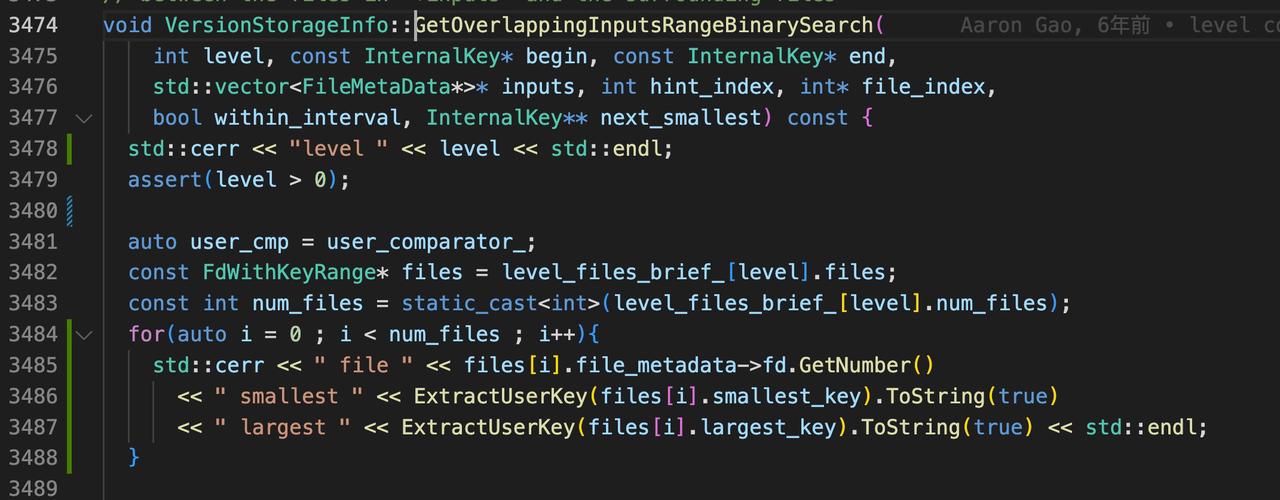 3474 void VersionStorageInfo::GetOverlappingInputsRangeBinarySearch( Aaron Gao, 6年前 • level co
3475 int level, const InternalKey* begin, const InternalKey* end,
3476 std::vector<FileMetaData*>* inputs, int hint_index, int* file_index,
3477 bool within_interval, InternalKey** next_smallest) const {
3478 std::cerr << "level " << level << std::endl;
3479 assert(level > 0);
3480
3481 auto user_cmp = user_comparator_;
3482 const FdWithKeyRange* files = level_files_brief_[level].files;
3483 const int num_files = static_cast<int>(level_files_brief_[level].num_files);
3484 for(auto i = 0 ; i < num_files ; i++){
3485 std::cerr << " file " << files[i].file_metadata->fd.GetNumber()
3486 << " smallest " << ExtractUserKey(files[i].smallest_key).ToString(true)
3487 << " largest " << ExtractUserKey(files[i].largest_key).ToString(true) << std::endl;
3488 }
3489